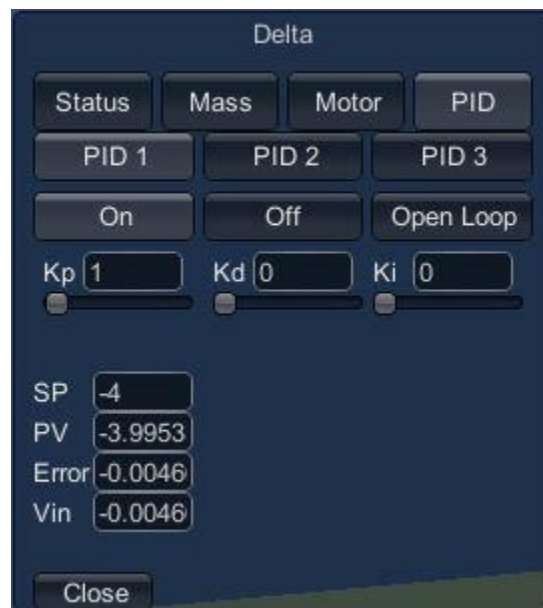 Delta
Status Mass Motor PID
PID 1 PID 2 PID 3
On Off Open Loop
Kp 1 Kd 0 Ki 0
SP -4
PV -3.9953
Error -0.0046
Vin -0.0046
Close